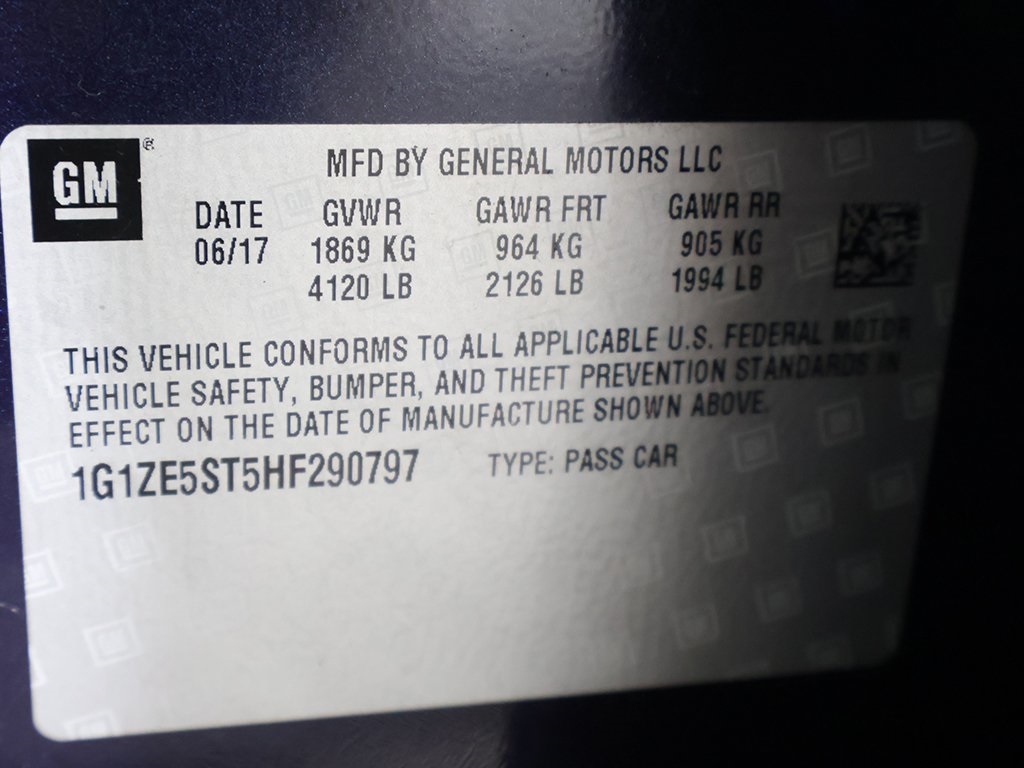 GM ®
MFD BY GENERAL MOTORS LLC
DATE GVWR GAWR FRT GAWR RR
06/17 1869 KG 964 KG 905 KG
4120 LB 2126 LB 1994 LB
THIS VEHICLE CONFORMS TO ALL APPLICABLE U.S. FEDERAL MOTOR
VEHICLE SAFETY, BUMPER, AND THEFT PREVENTION STANDARDS IN
EFFECT ON THE DATE OF MANUFACTURE SHOWN ABOVE.
1G1ZE5ST5HF290797 TYPE: PASS CAR